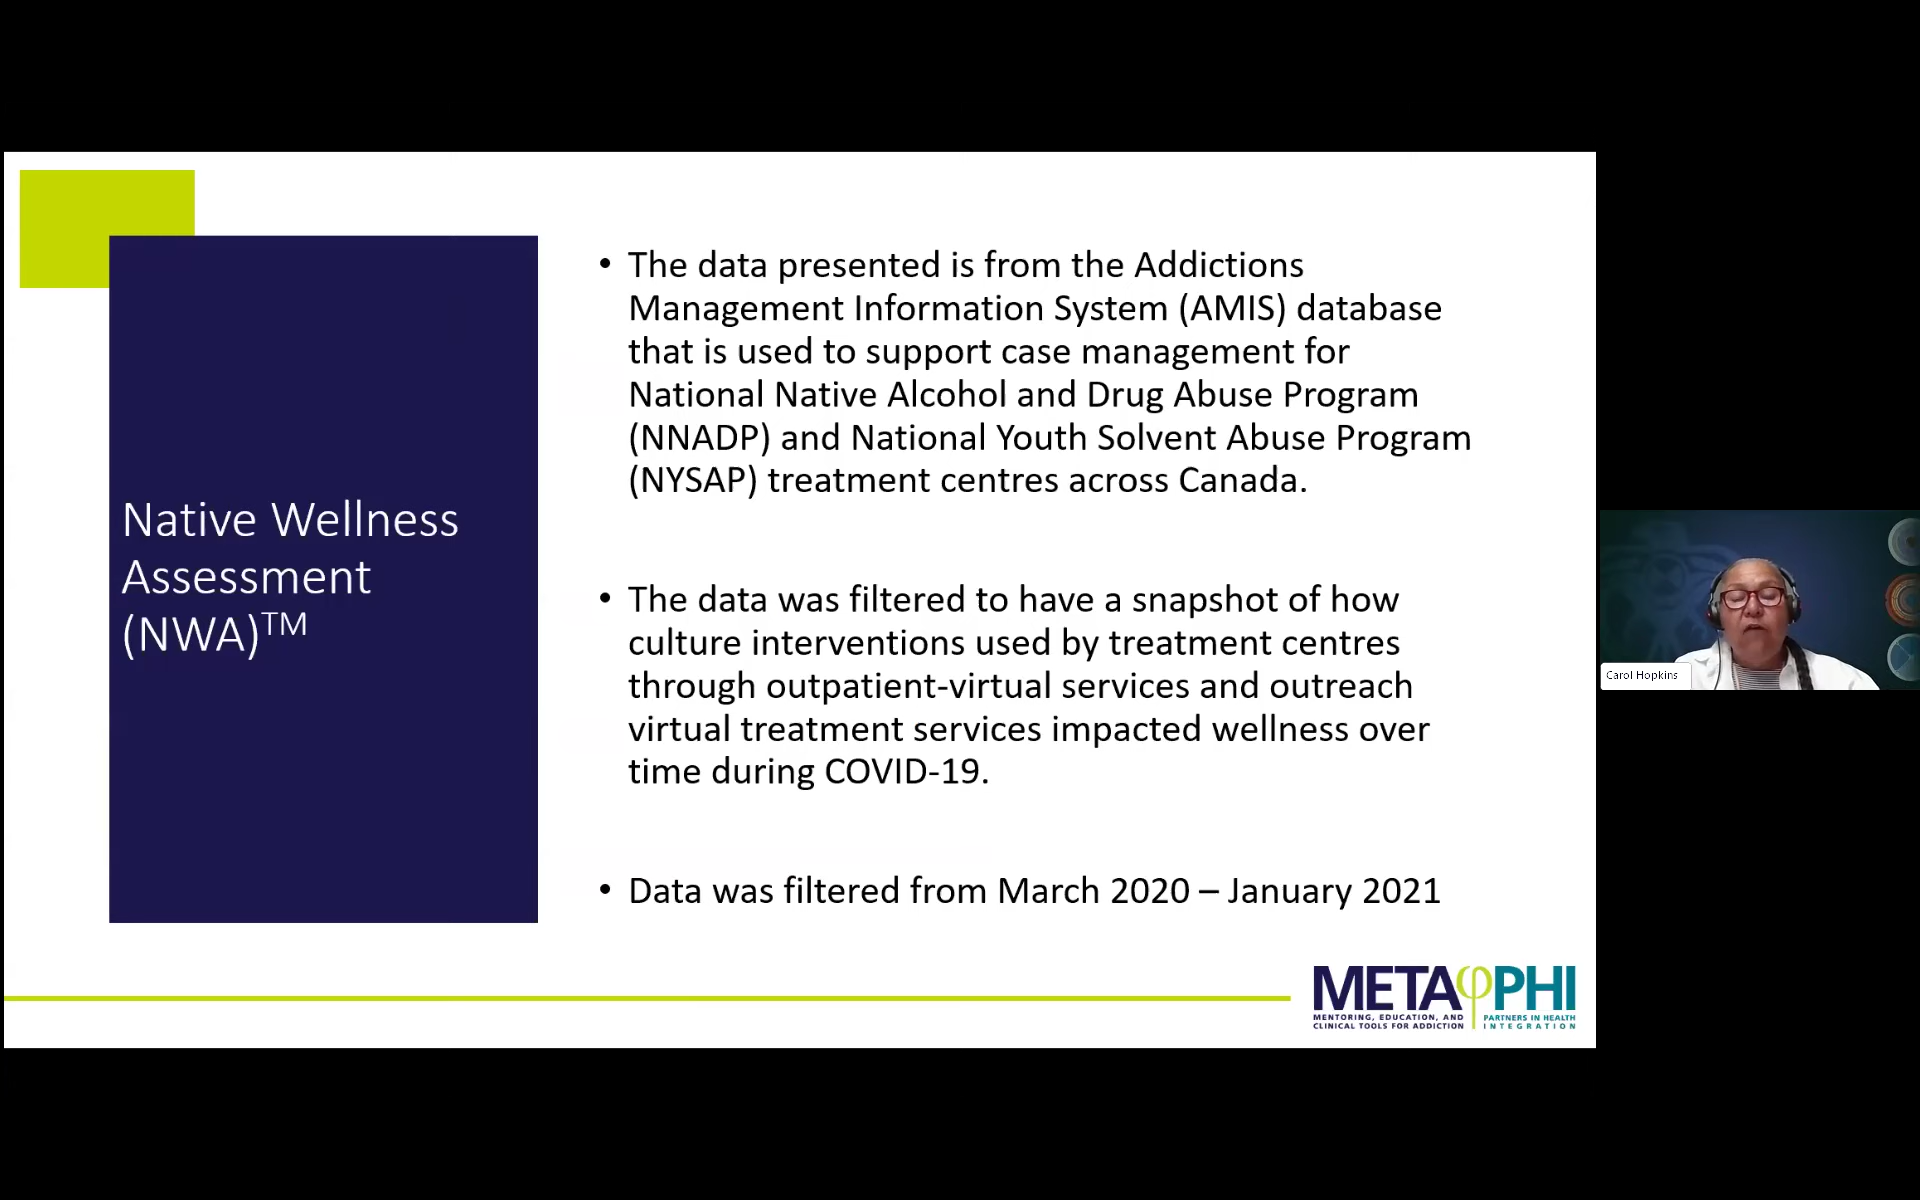 Native Wellness
Assessment
(NWA)TM
• The data presented is from the Addictions
Management Information System (AMIS) database
that is used to support case management for
National Native Alcohol and Drug Abuse Program
(NNADP) and National Youth Solvent Abuse Program
(NYSAP) treatment centres across Canada.
• The data was filtered to have a snapshot of how
culture interventions used by treatment centres
through outpatient-virtual services and outreach
virtual treatment services impacted wellness over
time during COVID-19.
• Data was filtered from March 2020 – January 2021
METAφPHI
MENTORING, EDUCATION, AND
CLINICAL TOOLS FOR ADDICTION
PARTNERS IN HEALTH
INTEGRATION
Carol Hopkins